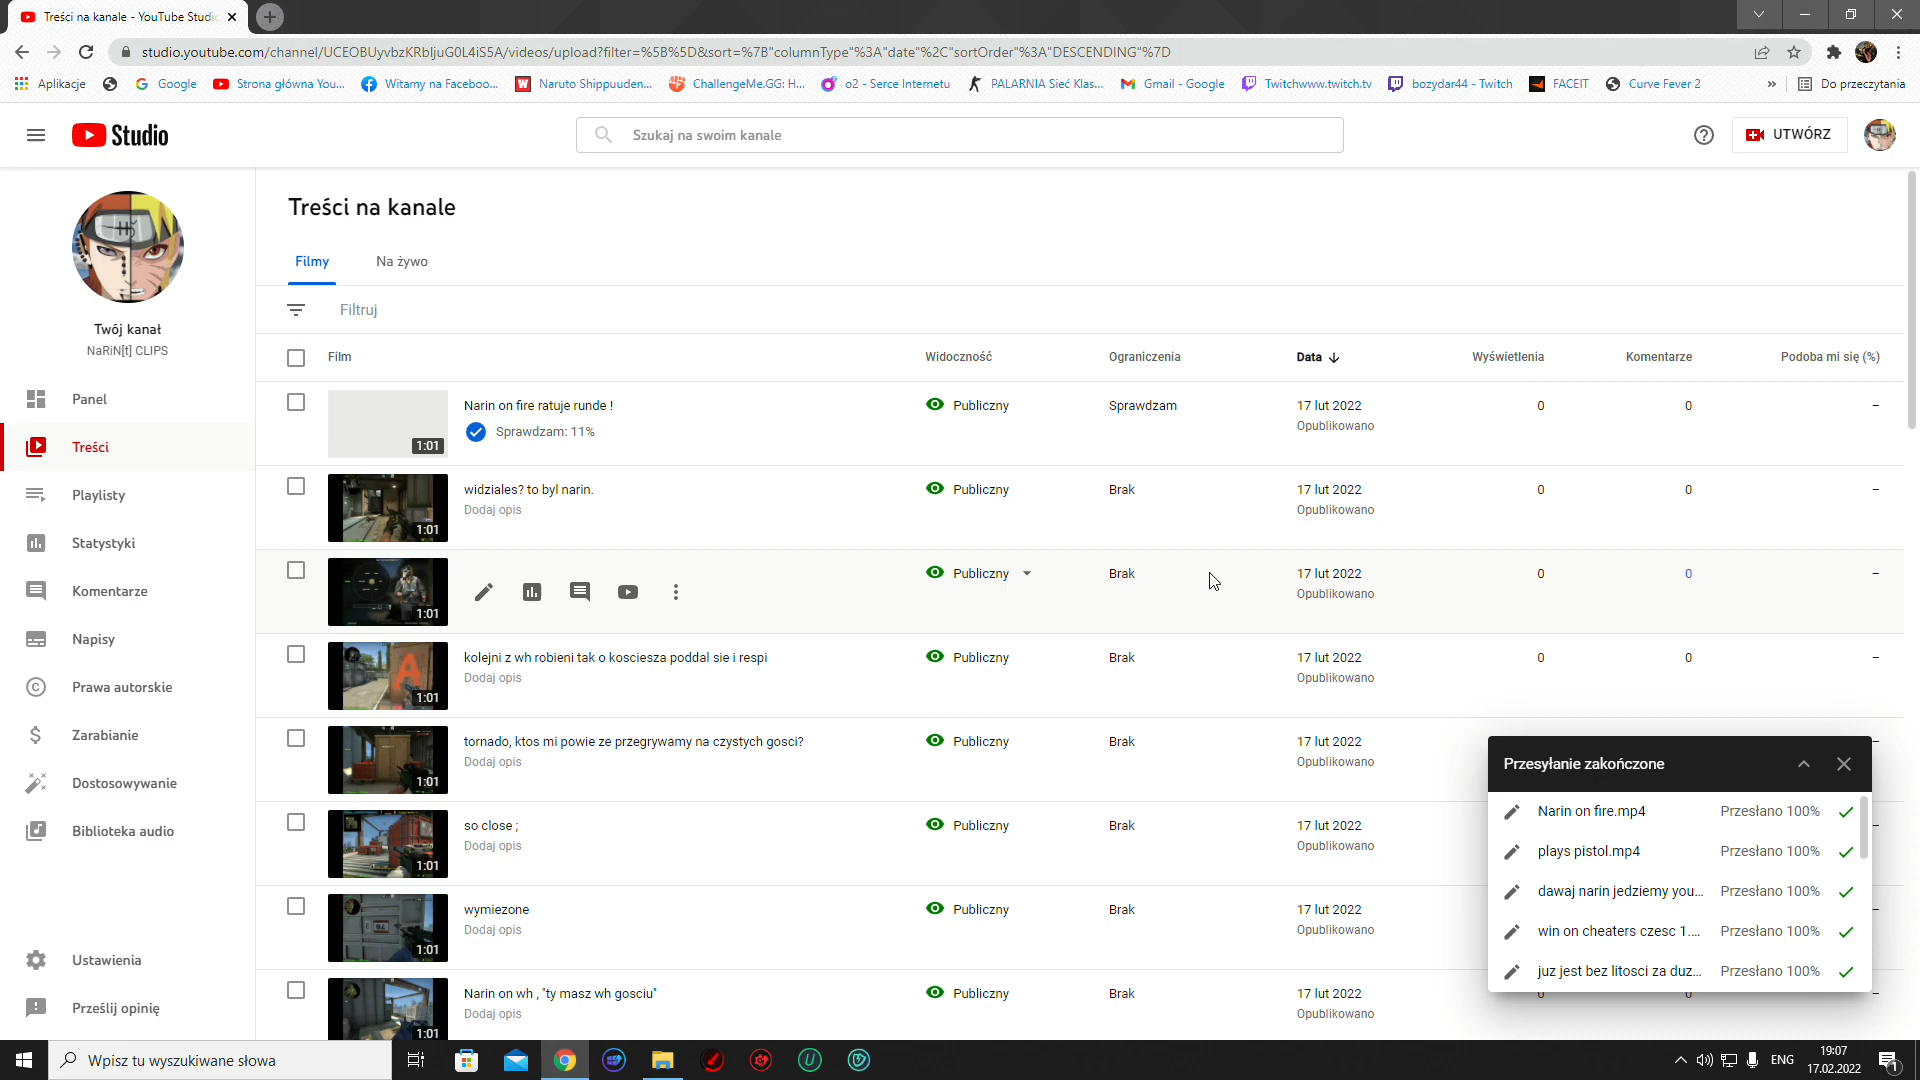 Treści na kanale - YouTube Studio
studio.youtube.com/channel/UCEOBUyvbzKRbIjuG0L4iS5A/videos/upload?filter=%5B%5D&sort=%7B"columnType"%3A"date"%2C"sortOrder"%3A"DESCENDING"%7D
Aplikacje Google Strona główna You... Witamy na Faceboo... Naruto Shippuuden... ChallengeMe.GG: H... o2 - Serce Internetu PALARNIA Sieć Klas... Gmail - Google Twitchwww.twitch.tv bozydar44 - Twitch FACEIT Curve Fever 2 » Do przeczytania
Studio
Szukaj na swoim kanale
UTWÓRZ
Twój kanał
NaRiN[t] CLIPS
Panel
Treści
Playlisty
Statystyki
Komentarze
Napisy
Prawa autorskie
Zarabianie
Dostosowywanie
Biblioteka audio
Ustawienia
Prześlij opinię
Treści na kanale
Filmy Na żywo
Filtruj
Film Widoczność Ograniczenia Data Wyświetlenia Komentarze Podoba mi się (%)
1:01 Narin on fire ratuje runde ! Publiczny Sprawdzam 17 lut 2022 0 0 –
Sprawdzam: 11% Opublikowano
1:01 widziales? to byl narin. Publiczny Brak 17 lut 2022 0 0 –
Dodaj opis Opublikowano
1:01 Publiczny Brak 17 lut 2022 0 0 –
Opublikowano
1:01 kolejni z wh robieni tak o kosciesza poddal sie i respi Publiczny Brak 17 lut 2022 0 0 –
Dodaj opis Opublikowano
1:01 tornado, ktos mi powie ze przegrywamy na czystych gosci? Publiczny Brak 17 lut 2022 –
Dodaj opis Opublikowano
1:01 so close ; Publiczny Brak 17 lut 2022 –
Dodaj opis Opublikowano
1:01 wymiezone Publiczny Brak 17 lut 2022 –
Dodaj opis Opublikowano
1:01 Narin on wh , "ty masz wh gosciu" Publiczny Brak 17 lut 2022 0 0 –
Dodaj opis Opublikowano
Przesyłanie zakończone
Narin on fire.mp4 Przesłano 100%
plays pistol.mp4 Przesłano 100%
dawaj narin jedziemy you... Przesłano 100%
win on cheaters czesc 1.... Przesłano 100%
juz jest bez litosci za duz... Przesłano 100%
Wpisz tu wyszukiwane słowa
ENG
19:07
17.02.2022
1